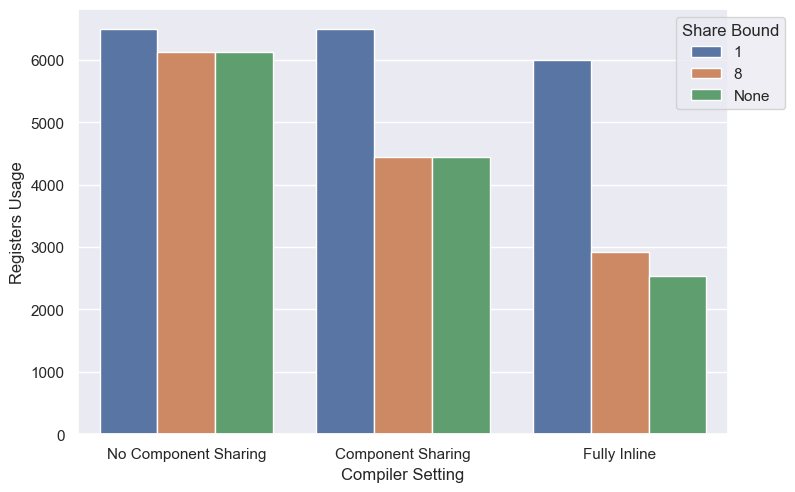 Share Bound
1
8
None
Registers Usage
6000
5000
4000
3000
2000
1000
0
No Component Sharing
Component Sharing
Fully Inline
Compiler Setting